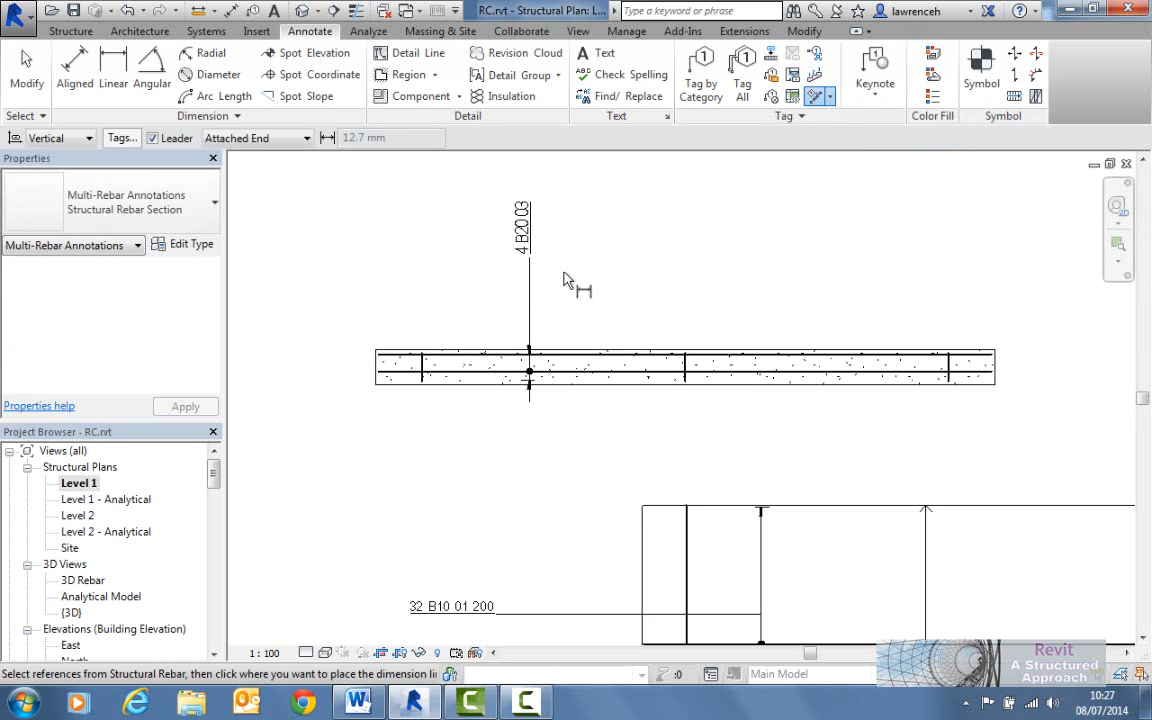 RC.rvt - Structural Plan: L...
Type a keyword or phrase
lawrenceh
Structure
Architecture
Systems
Insert
Annotate
Analyze
Massing & Site
Collaborate
View
Manage
Add-Ins
Extensions
Modify
Modify
Aligned
Linear
Angular
Radial
Diameter
Arc Length
Spot Elevation
Spot Coordinate
Spot Slope
Detail Line
Region
Component
Revision Cloud
Detail Group
Insulation
Text
Check Spelling
Find/ Replace
Tag by
Category
Tag
All
Keynote
Symbol
Select
Dimension
Detail
Text
Tag
Color Fill
Symbol
Vertical
Tags...
Leader
Attached End
12.7 mm
Properties
Multi-Rebar Annotations
Structural Rebar Section
Multi-Rebar Annotations
Edit Type
Properties help
Apply
Project Browser - RC.rvt
Views (all)
Structural Plans
Level 1
Level 1 - Analytical
Level 2
Level 2 - Analytical
Site
3D Views
3D Rebar
Analytical Model
{3D}
Elevations (Building Elevation)
East
North
4 B20 03
32 B10 01 200
1 : 100
Select references from Structural Rebar, then click where you want to place the dimension li
:0
Main Model
Revit
A Structured
Approach
10:27
08/07/2014